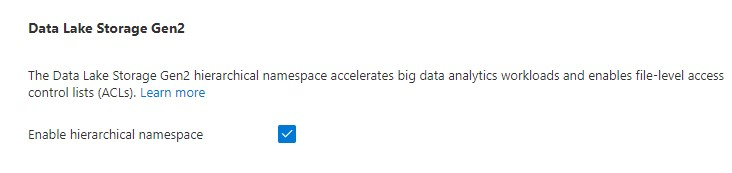 Data Lake Storage Gen2
The Data Lake Storage Gen2 hierarchical namespace accelerates big data analytics workloads and enables file-level access
control lists (ACLs). Learn more
Enable hierarchical namespace